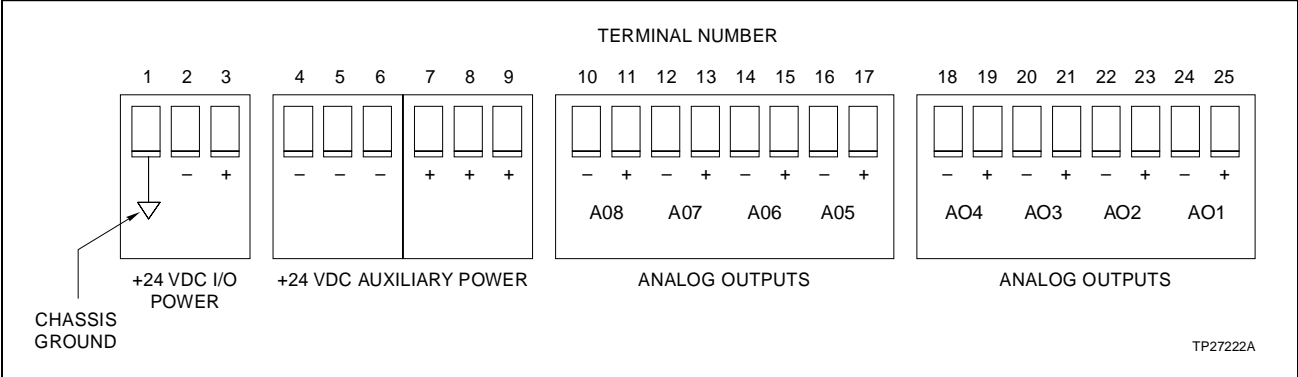 TERMINAL NUMBER
1 2 3 4 5 6 7 8 9 10 11 12 13 14 15 16 17 18 19 20 21 22 23 24 25
– + – – – + + + – + – + – + – + – + – + – + – +
A08 A07 A06 A05 AO4 AO3 AO2 AO1
+24 VDC I/O
POWER
+24 VDC AUXILIARY POWER
ANALOG OUTPUTS
ANALOG OUTPUTS
CHASSIS
GROUND
TP27222A